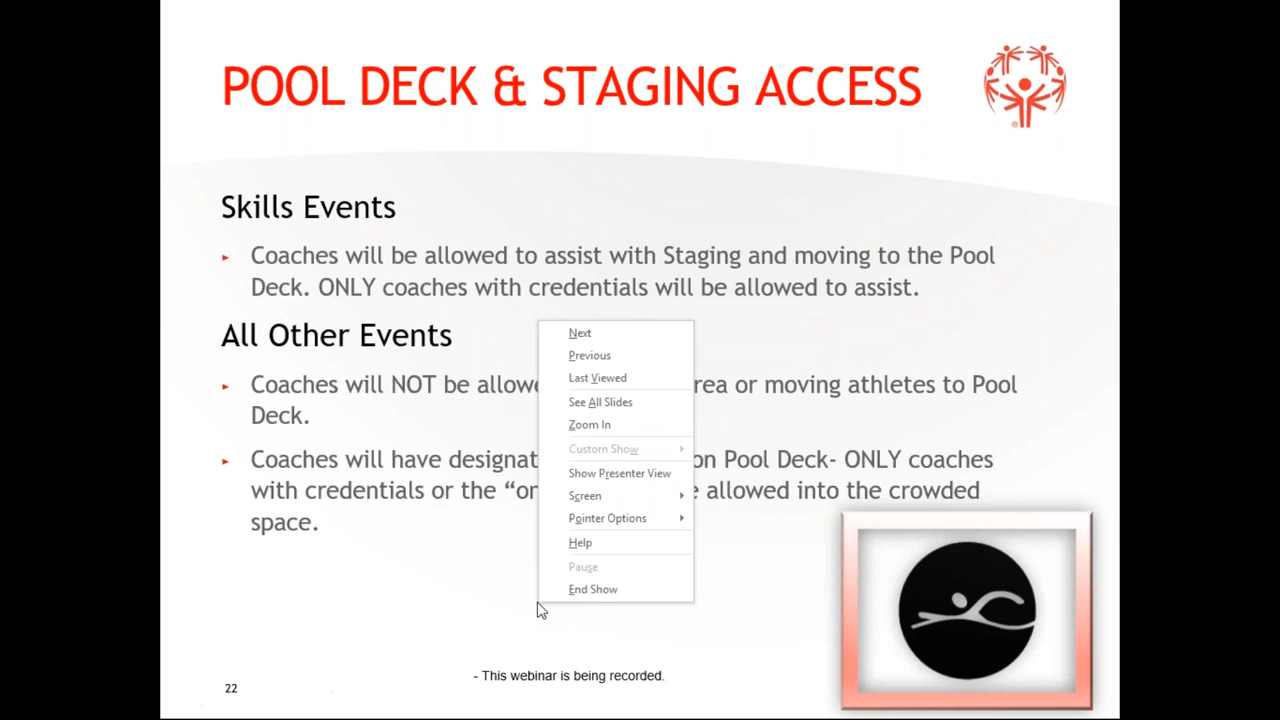 POOL DECK & STAGING ACCESS
®
Skills Events
▸ Coaches will be allowed to assist with Staging and moving to the Pool
Deck. ONLY coaches with credentials will be allowed to assist.
All Other Events
▸ Coaches will NOT be allowe rea or moving athletes to Pool
Deck.
▸ Coaches will have designat on Pool Deck- ONLY coaches
with credentials or the “on e allowed into the crowded
space.
Next
Previous
Last Viewed
See All Slides
Zoom In
Custom Show
Show Presenter View
Screen
Pointer Options
Help
Pause
End Show
- This webinar is being recorded.
22